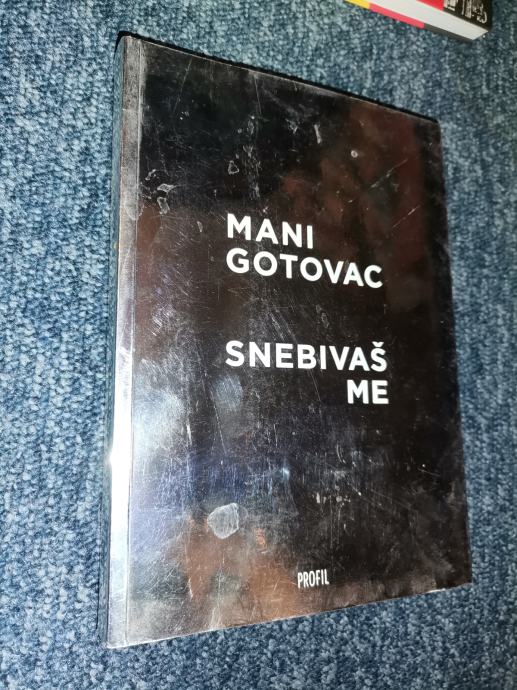 MANI
GOTOVAC
SNEBIVAŠ
ME
PROFIL